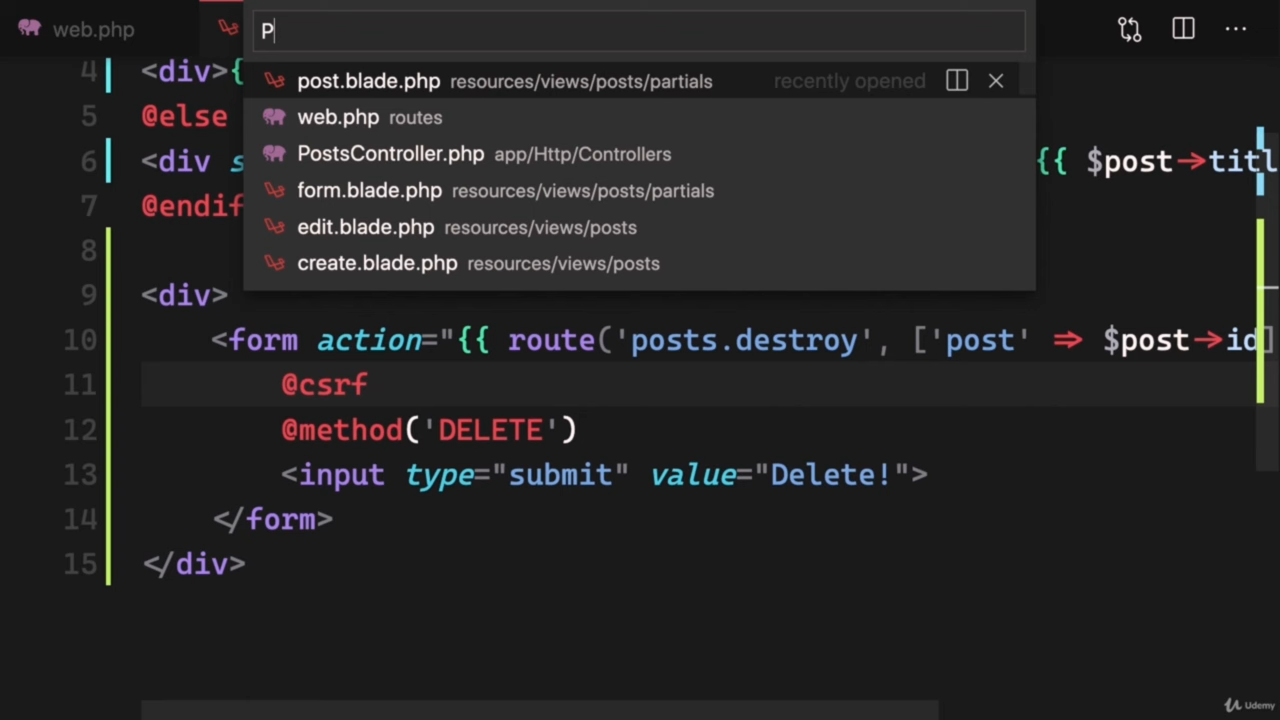 web.php
P
post.blade.php resources/views/posts/partials recently opened
web.php routes
PostsController.php app/Http/Controllers
form.blade.php resources/views/posts/partials
edit.blade.php resources/views/posts
create.blade.php resources/views/posts
4 <div>{
5 @else
6 <div s {{ $post->titl
7 @endif
8
9 <div>
10 <form action="{{ route('posts.destroy', ['post' => $post->id]
11 @csrf
12 @method('DELETE')
13 <input type="submit" value="Delete!">
14 </form>
15 </div>
Udemy